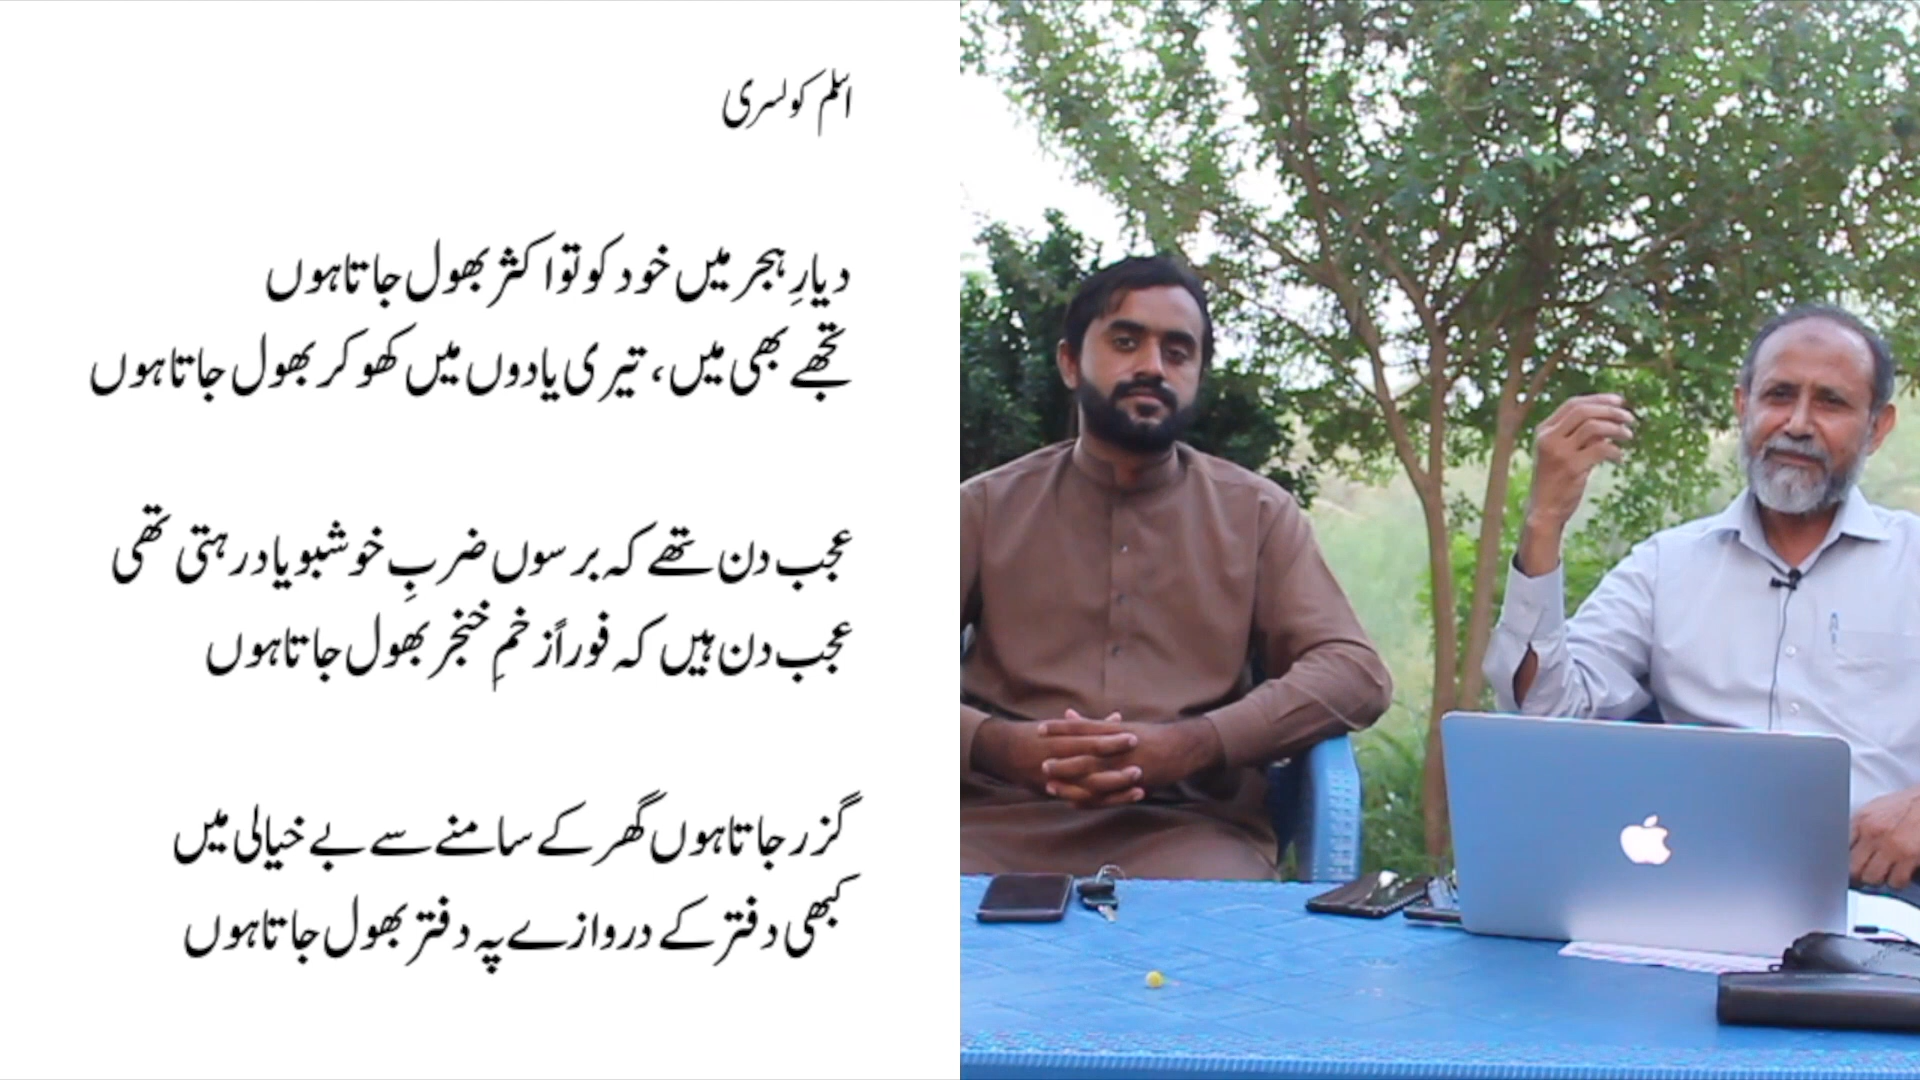 اسلم کولسری
دیارِ ہجر میں خود کو تو اکثر بھول جاتا ہوں
تجھے بھی میں، تیری یادوں میں کھو کر بھول جاتا ہوں
عجب دن تھے کہ برسوں ضربِ خوشبو یاد رہتی تھی
عجب دن ہیں کہ فوراً زخمِ خنجر بھول جاتا ہوں
گزر جاتا ہوں گھر کے سامنے سے بے خیالی میں
کبھی دفتر کے دروازے پہ دفتر بھول جاتا ہوں